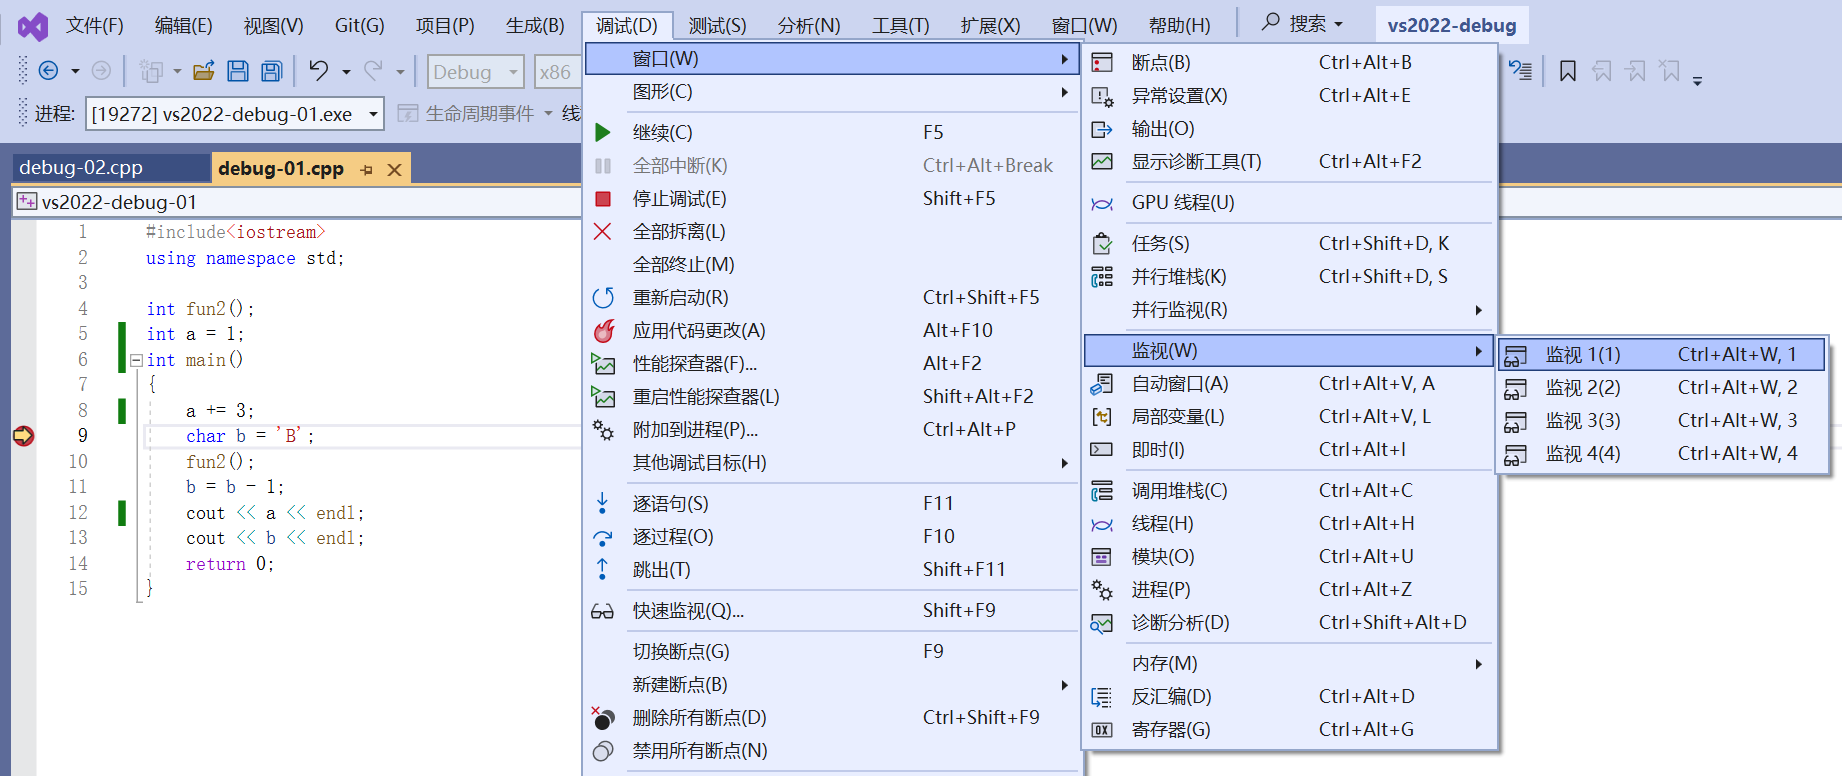 文件(F) 编辑(E) 视图(V) Git(G) 项目(P) 生成(B) 调试(D) 测试(S) 分析(N) 工具(T) 扩展(X) 窗口(W) 帮助(H) 搜索 vs2022-debug
Debug x86
进程: [19272] vs2022-debug-01.exe 生命周期事件 线
debug-02.cpp debug-01.cpp
vs2022-debug-01
1 #include<iostream>
2 using namespace std;
3
4 int fun2();
5 int a = 1;
6 int main()
7 {
8 a += 3;
9 char b = 'B';
10 fun2();
11 b = b - 1;
12 cout << a << endl;
13 cout << b << endl;
14 return 0;
15 }
窗口(W)
图形(C)
继续(C) F5
全部中断(K) Ctrl+Alt+Break
停止调试(E) Shift+F5
全部拆离(L)
全部终止(M)
重新启动(R) Ctrl+Shift+F5
应用代码更改(A) Alt+F10
性能探查器(F)... Alt+F2
重启性能探查器(L) Shift+Alt+F2
附加到进程(P)... Ctrl+Alt+P
其他调试目标(H)
逐语句(S) F11
逐过程(O) F10
跳出(T) Shift+F11
快速监视(Q)... Shift+F9
切换断点(G) F9
新建断点(B)
删除所有断点(D) Ctrl+Shift+F9
禁用所有断点(N)
断点(B) Ctrl+Alt+B
异常设置(X) Ctrl+Alt+E
输出(O)
显示诊断工具(T) Ctrl+Alt+F2
GPU 线程(U)
任务(S) Ctrl+Shift+D, K
并行堆栈(K) Ctrl+Shift+D, S
并行监视(R)
监视(W)
自动窗口(A) Ctrl+Alt+V, A
局部变量(L) Ctrl+Alt+V, L
即时(I) Ctrl+Alt+I
调用堆栈(C) Ctrl+Alt+C
线程(H) Ctrl+Alt+H
模块(O) Ctrl+Alt+U
进程(P) Ctrl+Alt+Z
诊断分析(D) Ctrl+Shift+Alt+D
内存(M)
反汇编(D) Ctrl+Alt+D
寄存器(G) Ctrl+Alt+G
监视 1(1) Ctrl+Alt+W, 1
监视 2(2) Ctrl+Alt+W, 2
监视 3(3) Ctrl+Alt+W, 3
监视 4(4) Ctrl+Alt+W, 4